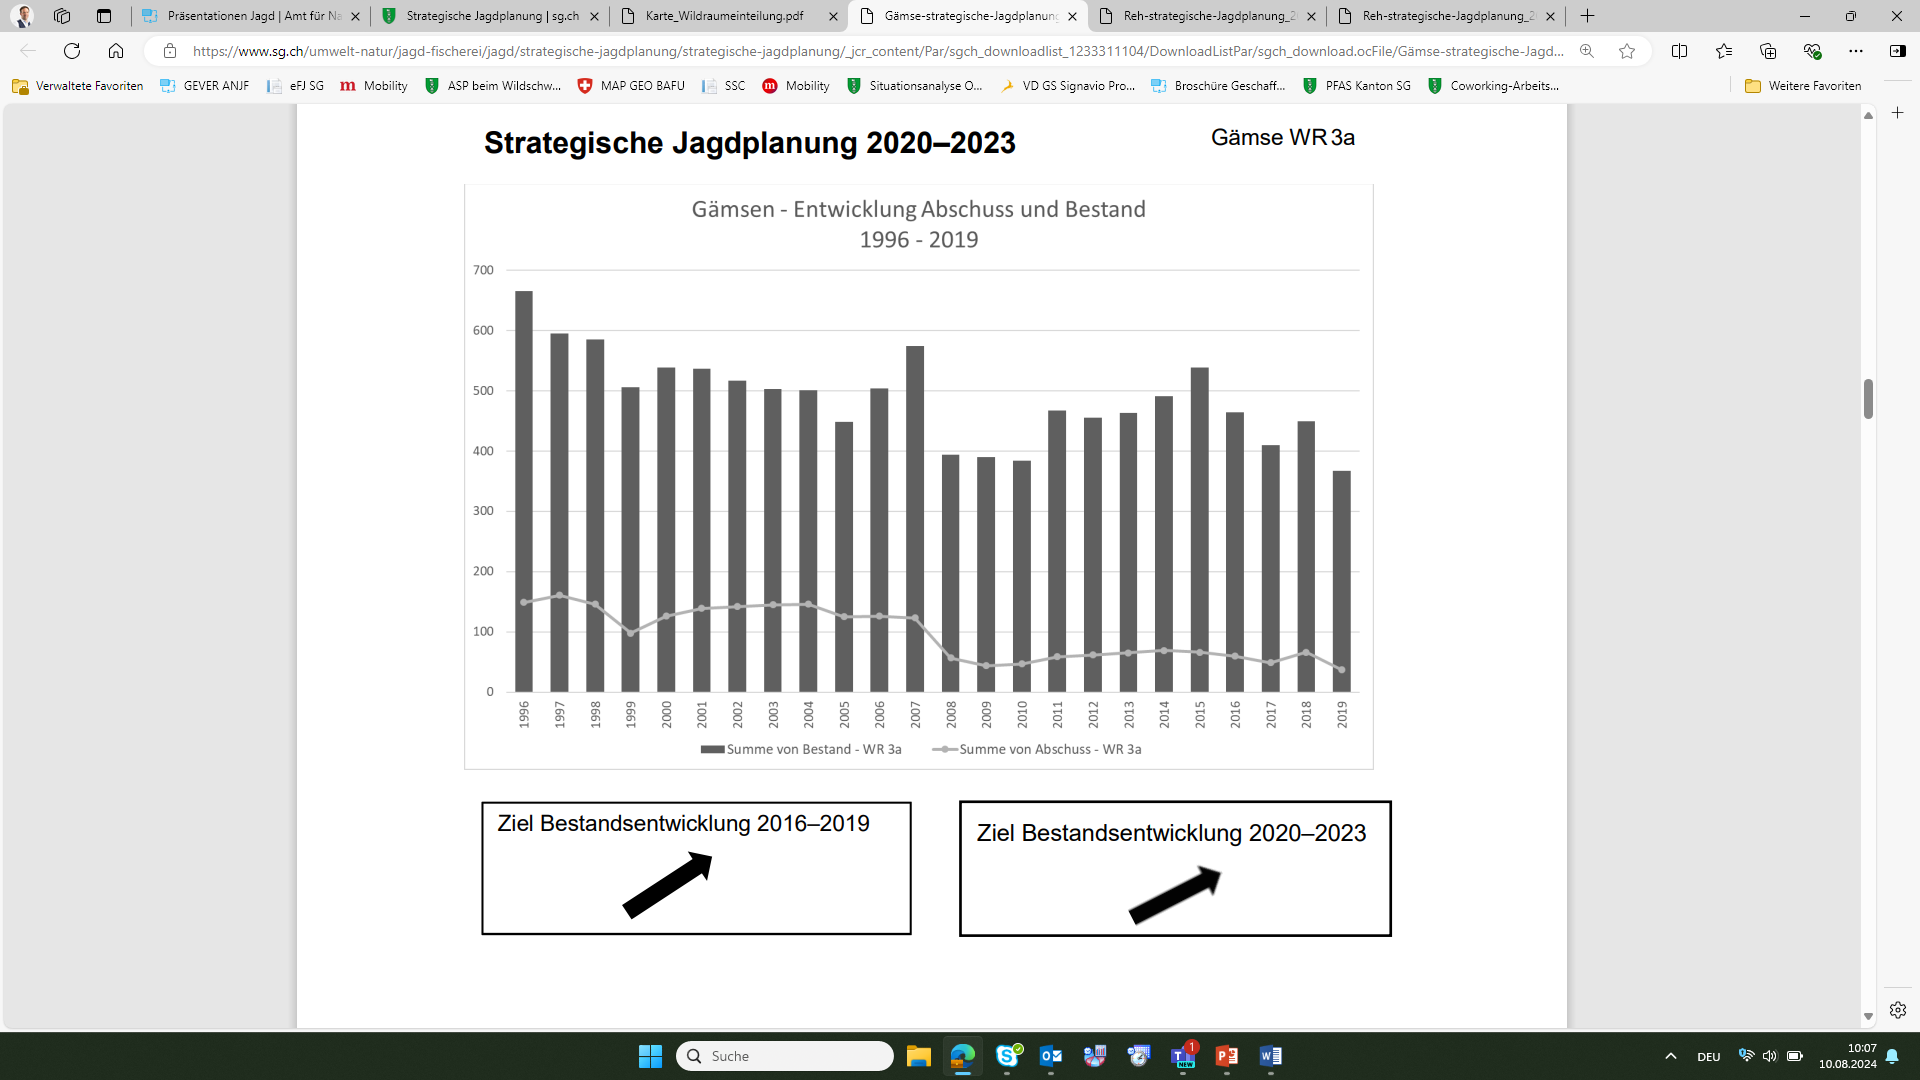 Präsentationen Jagd | Amt für Na
Strategische Jagdplanung | sg.ch
Karte_Wildraumeinteilung.pdf
Gämse-strategische-Jagdplanung
Reh-strategische-Jagdplanung_2
Reh-strategische-Jagdplanung_2
https://www.sg.ch/umwelt-natur/jagd-fischerei/jagd/strategische-jagdplanung/strategische-jagdplanung/_jcr_content/Par/sgch_downloadlist_1233311104/DownloadListPar/sgch_download.ocFile/Gämse-strategische-Jagd...
Verwaltete Favoriten
GEVER ANJF
eFJ SG
m Mobility
ASP beim Wildschw...
MAP GEO BAFU
SSC
m Mobility
Situationsanalyse O...
VD GS Signavio Pro...
Broschüre Geschaff...
PFAS Kanton SG
Coworking-Arbeits...
Weitere Favoriten
Strategische Jagdplanung 2020–2023
Gämse WR 3a
Gämsen - Entwicklung Abschuss und Bestand
1996 - 2019
700
600
500
400
300
200
100
0
1996
1997
1998
1999
2000
2001
2002
2003
2004
2005
2006
2007
2008
2009
2010
2011
2012
2013
2014
2015
2016
2017
2018
2019
Summe von Bestand - WR 3a
Summe von Abschuss - WR 3a
Ziel Bestandsentwicklung 2016–2019
Ziel Bestandsentwicklung 2020–2023
Suche
1
NEW
DEU
10:07
10.08.2024